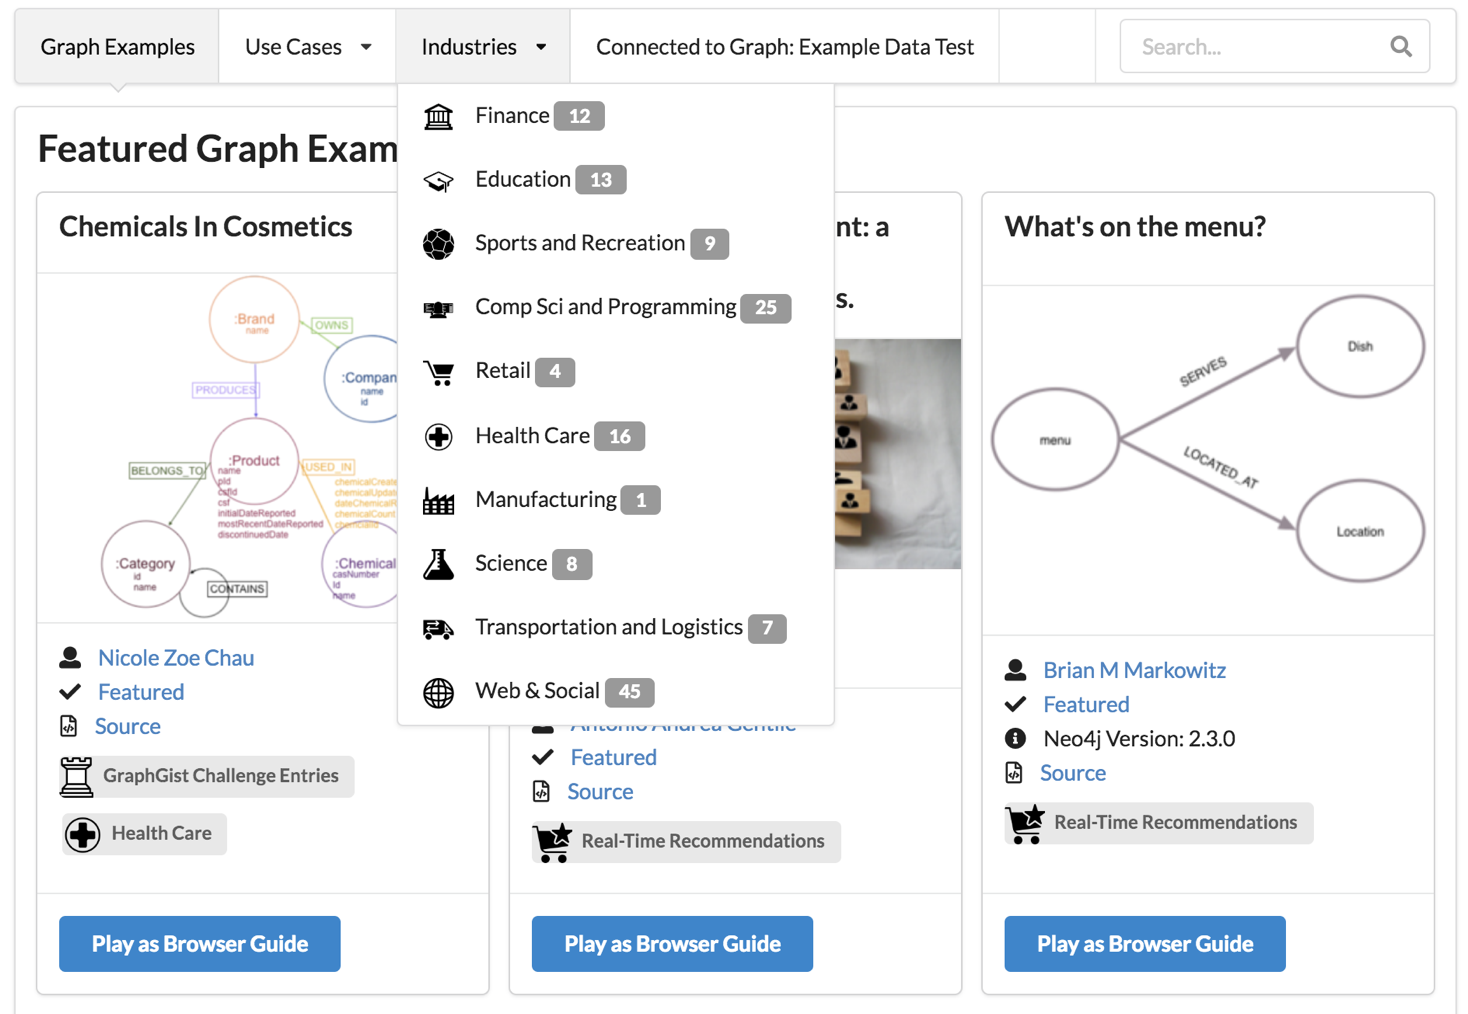 Graph Examples
Use Cases
Industries
Connected to Graph: Example Data Test
Search...
Finance 12
Education 13
Sports and Recreation 9
Comp Sci and Programming 25
Retail 4
Health Care 16
Manufacturing 1
Science 8
Transportation and Logistics 7
Web & Social 45
Featured Graph Exam
Chemicals In Cosmetics
:Brand
name
OWNS
:Compan
name
id
PRODUCES
:Product
name
pId
csfId
csf
initialDateReported
mostRecentDateReported
discontinuedDate
BELONGS_TO
USED_IN
chemicalCreate
chemicalUpdat
dateChemicalR
chemicalCount
:Category
id
name
CONTAINS
:Chemical
casNumber
id
name
Nicole Zoe Chau
Featured
Source
GraphGist Challenge Entries
Health Care
Play as Browser Guide
nt: a
s.
Antonio Andrea Gentile
Featured
Source
Real-Time Recommendations
Play as Browser Guide
What's on the menu?
menu
SERVES
Dish
LOCATED_AT
Location
Brian M Markowitz
Featured
Neo4j Version: 2.3.0
Source
Real-Time Recommendations
Play as Browser Guide